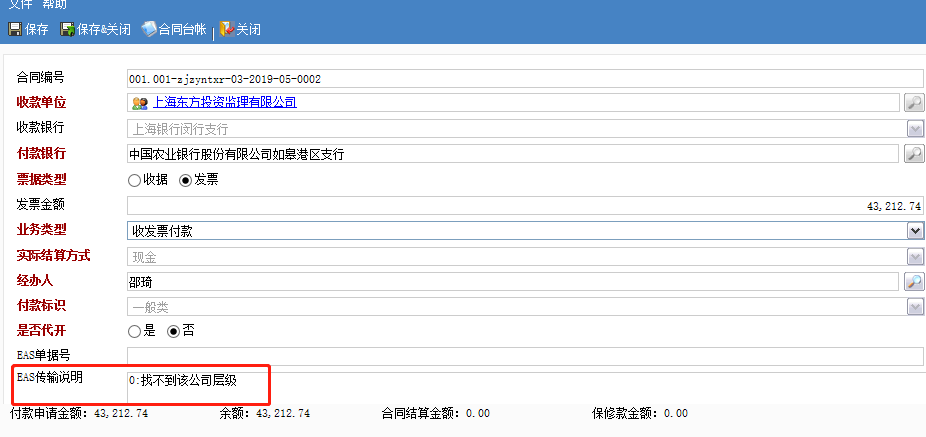 文件 帮助
保存 保存&关闭 合同台帐 关闭
合同编号 001.001-zjzyntxr-03-2019-05-0002
收款单位 上海东方投资监理有限公司
收款银行 上海银行闵行支行
付款银行 中国农业银行股份有限公司如皋港区支行
票据类型 收据 发票
发票金额 43,212.74
业务类型 收发票付款
实际结算方式 现金
经办人 邵琦
付款标识 一般类
是否代开 是 否
EAS单据号
EAS传输说明 0:找不到该公司层级
付款申请金额: 43,212.74 余额: 43,212.74 合同结算金额: 0.00 保修款金额: 0.00